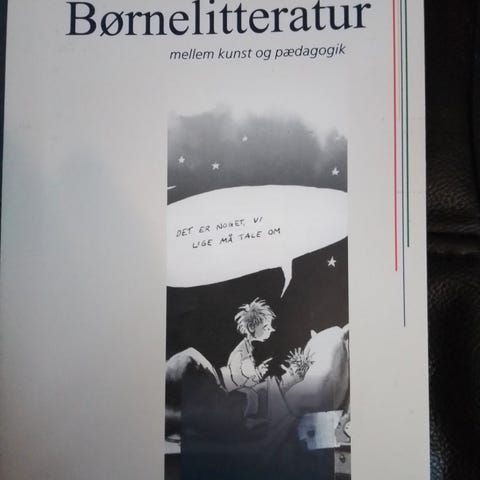 Børnelitteratur
mellem kunst og pædagogik
DET ER NOGET, VI
LIGE MÅ TALE OM